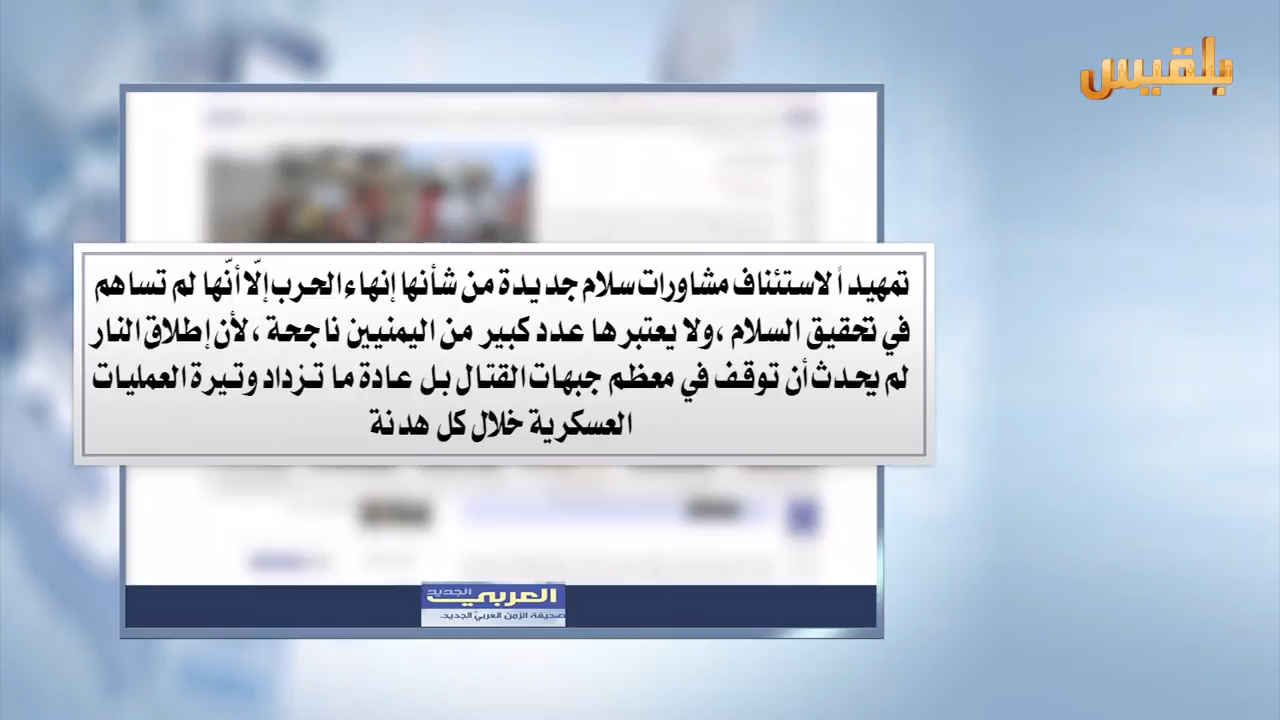 بلقيس
تمهيداً لاستئناف مشاورات سلام جديدة من شأنها إنهاء الحرب إلّا أنّها لم تساهم
في تحقيق السلام ،ولا يعتبرها عدد كبير من اليمنيين ناجحة ،لأن إطلاق النار
لم يحدث أن توقف في معظم جبهات القتال بل عادة ما تزداد وتيرة العمليات
العسكرية خلال كل هدنة
العربي الجديد
صحيفة الزمن العربيّ الجديد.